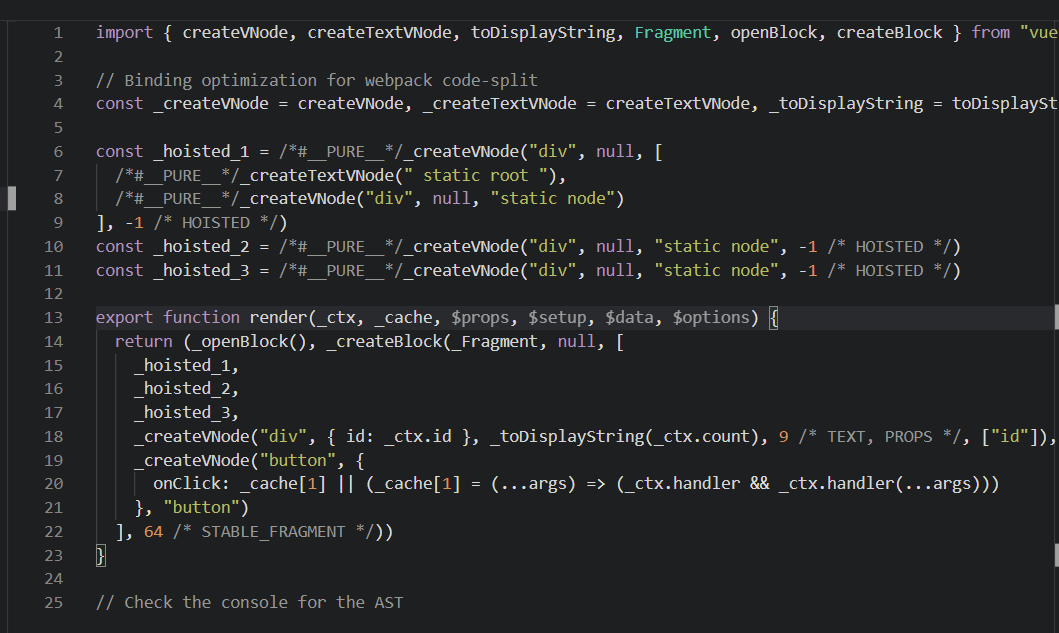 1 import { createVNode, createTextVNode, toDisplayString, Fragment, openBlock, createBlock } from "vue
2
3 // Binding optimization for webpack code-split
4 const _createVNode = createVNode, _createTextVNode = createTextVNode, _toDisplayString = toDisplaySt
5
6 const _hoisted_1 = /*#__PURE__*/_createVNode("div", null, [
7   /*#__PURE__*/_createTextVNode(" static root "),
8   /*#__PURE__*/_createVNode("div", null, "static node")
9 ], -1 /* HOISTED */)
10 const _hoisted_2 = /*#__PURE__*/_createVNode("div", null, "static node", -1 /* HOISTED */)
11 const _hoisted_3 = /*#__PURE__*/_createVNode("div", null, "static node", -1 /* HOISTED */)
12
13 export function render(_ctx, _cache, $props, $setup, $data, $options) {
14   return (_openBlock(), _createBlock(_Fragment, null, [
15     _hoisted_1,
16     _hoisted_2,
17     _hoisted_3,
18     _createVNode("div", { id: _ctx.id }, _toDisplayString(_ctx.count), 9 /* TEXT, PROPS */, ["id"]),
19     _createVNode("button", {
20       onClick: _cache[1] || (_cache[1] = (...args) => (_ctx.handler && _ctx.handler(...args)))
21     }, "button")
22   ], 64 /* STABLE_FRAGMENT */))
23 }
24
25 // Check the console for the AST